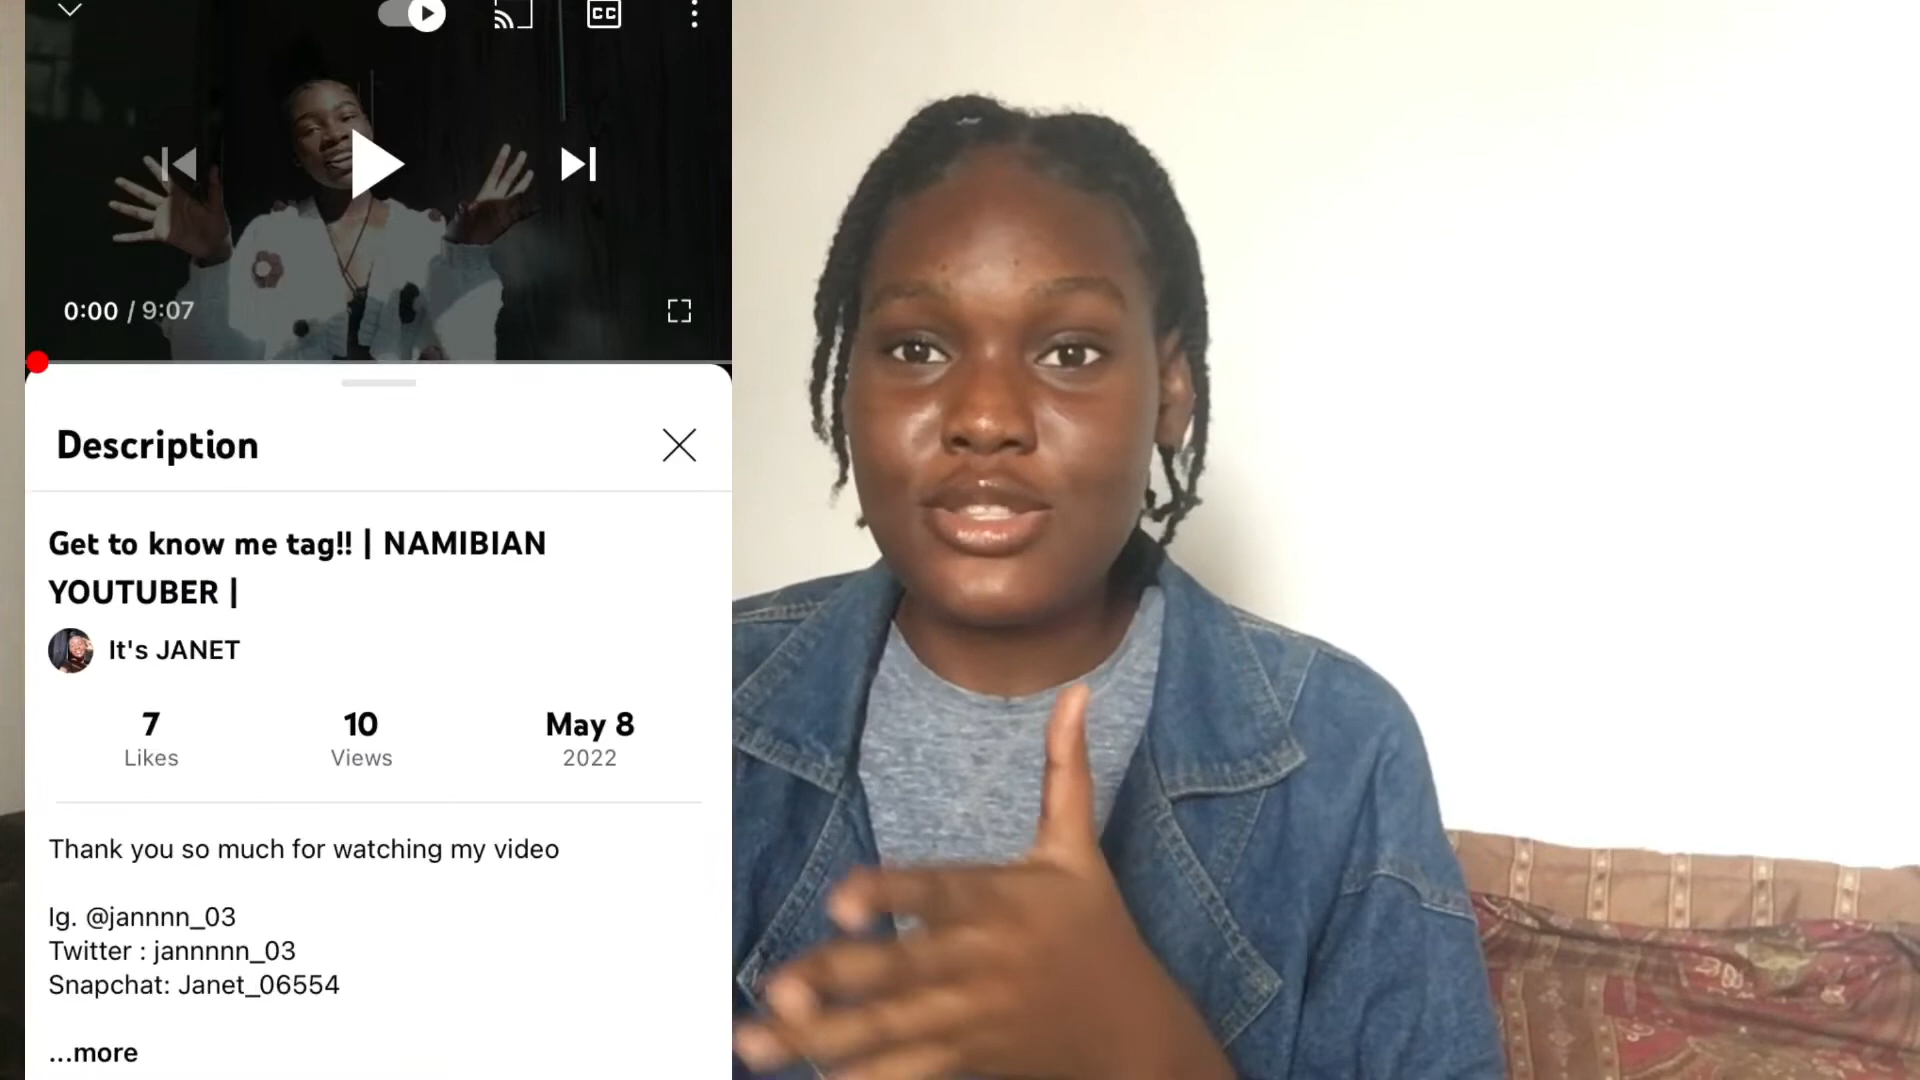 CC
0:00 / 9:07
Description
Get to know me tag!! | NAMIBIAN
YOUTUBER |
It's JANET
7 10 May 8
Likes Views 2022
Thank you so much for watching my video
Ig. @jannnn_03
Twitter : jannnnn_03
Snapchat: Janet_06554
...more